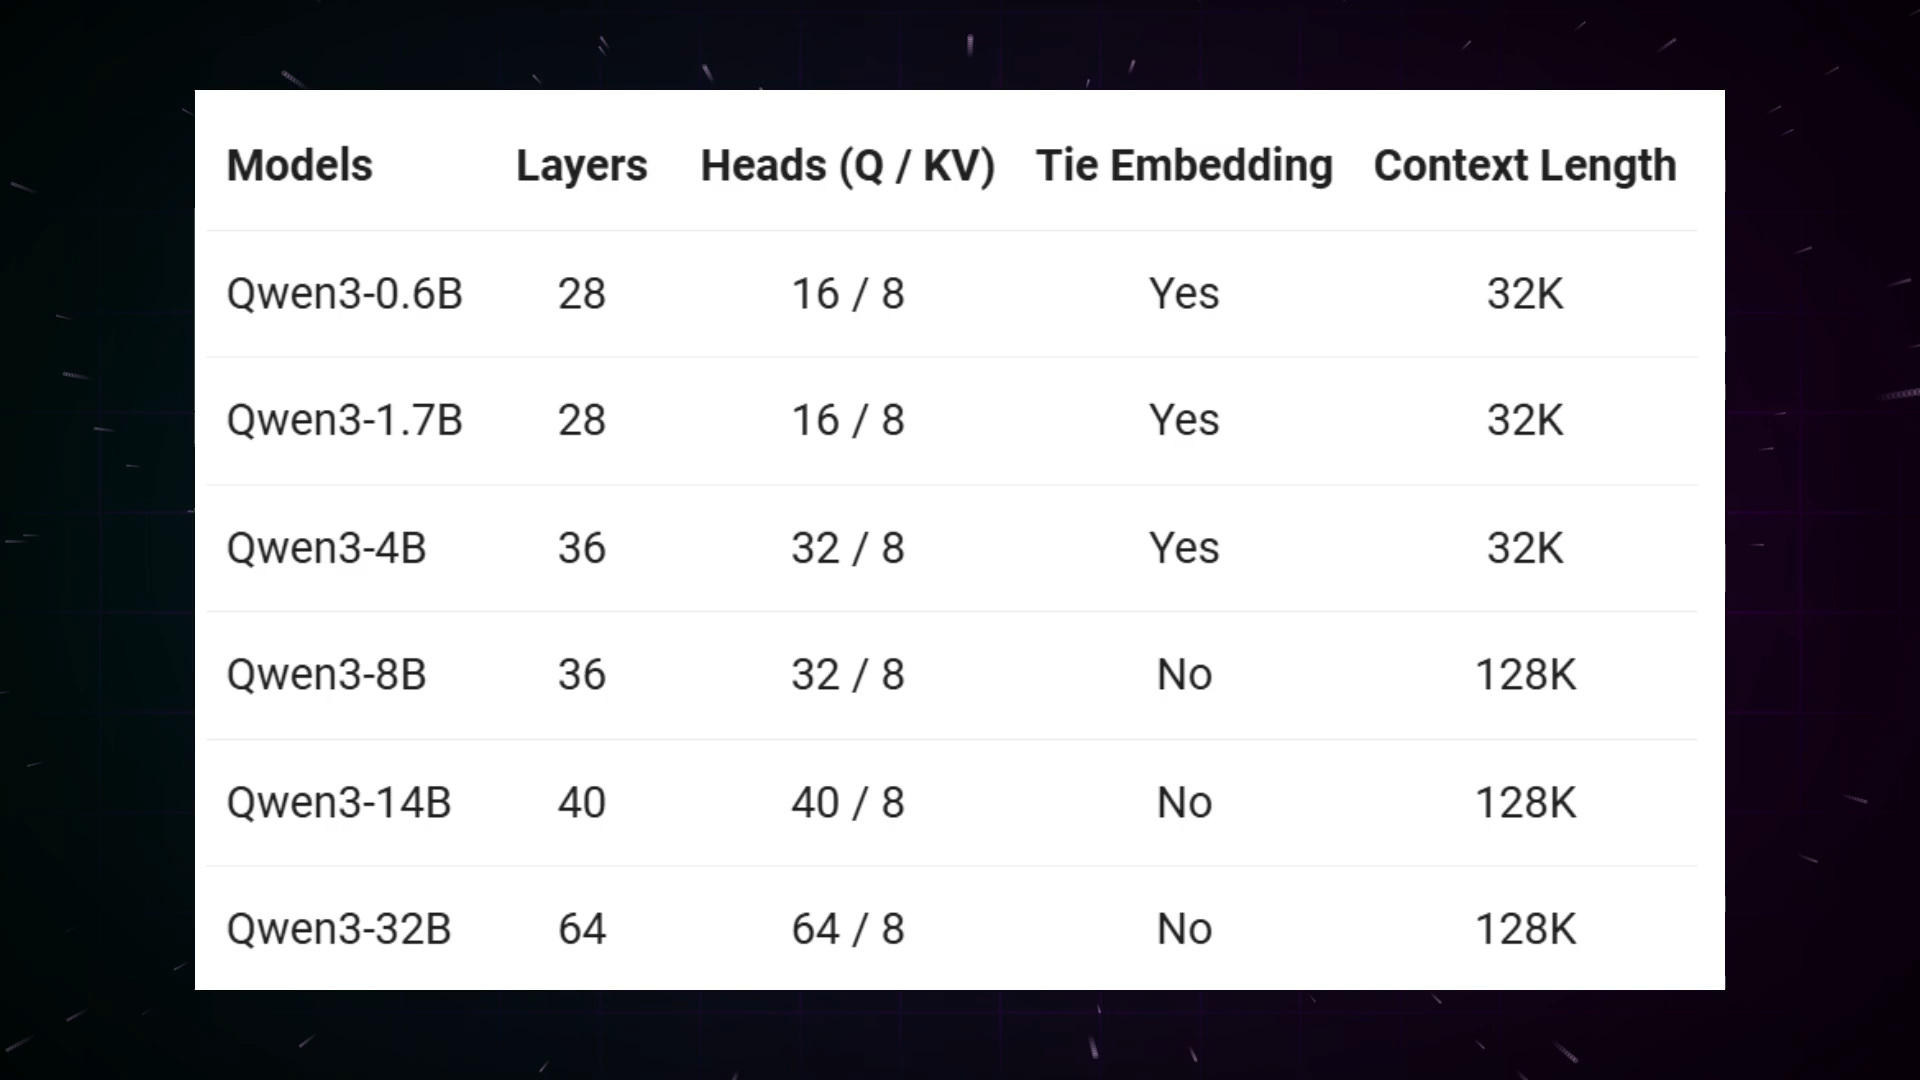 Models Layers Heads (Q / KV) Tie Embedding Context Length
Qwen3-0.6B 28 16 / 8 Yes 32K
Qwen3-1.7B 28 16 / 8 Yes 32K
Qwen3-4B 36 32 / 8 Yes 32K
Qwen3-8B 36 32 / 8 No 128K
Qwen3-14B 40 40 / 8 No 128K
Qwen3-32B 64 64 / 8 No 128K